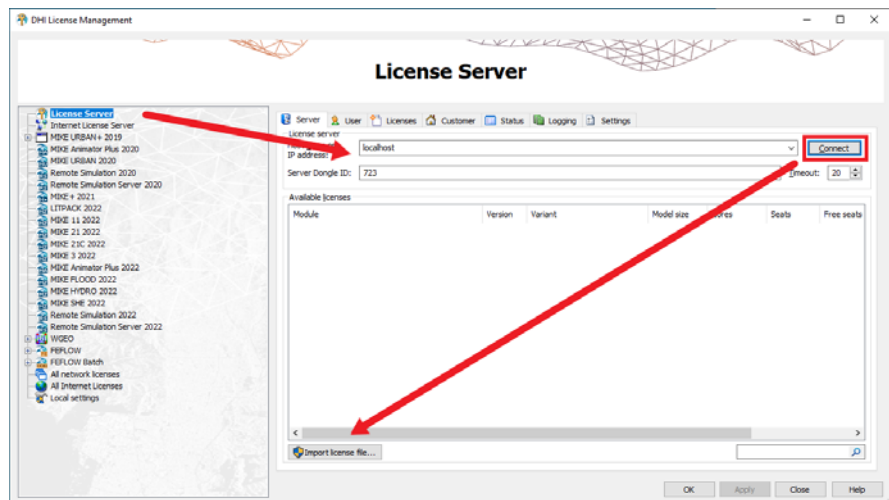 DHI License Management
License Server
License Server
Internet License Server
MIKE URBAN+ 2019
MIKE Animator Plus 2020
MIKE URBAN 2020
Remote Simulation 2020
Remote Simulation Server 2020
MIKE+ 2021
LITPACK 2022
MIKE 11 2022
MIKE 21 2022
MIKE 21C 2022
MIKE 3 2022
MIKE Animator Plus 2022
MIKE FLOOD 2022
MIKE HYDRO 2022
MIKE SHE 2022
Remote Simulation 2022
Remote Simulation Server 2022
WGEO
FEFLOW
FEFLOW Batch
All network licenses
All Internet Licenses
Local settings
Server User Licenses Customer Status Logging Settings
License server
IP address: localhost Connect
Server Dongle ID: 723 Timeout: 20
Available licenses
Module Version Variant Model size Seats Free seats
Import license file...
OK Apply Close Help